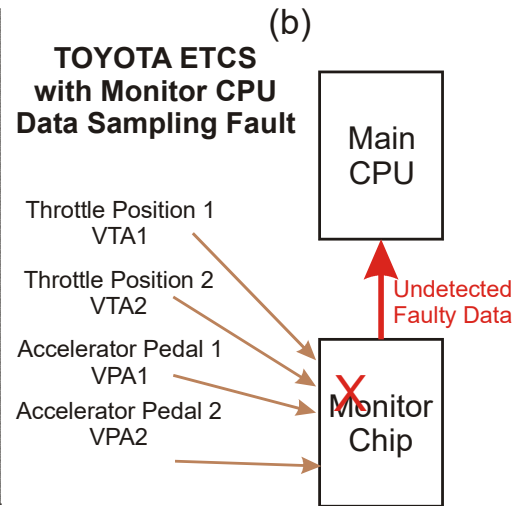 (b)
TOYOTA ETCS
with Monitor CPU
Data Sampling Fault
Main
CPU
Throttle Position 1
VTA1
Throttle Position 2
VTA2
Undetected
Faulty Data
Accelerator Pedal 1
VPA1
Accelerator Pedal 2
VPA2
X
Monitor
Chip